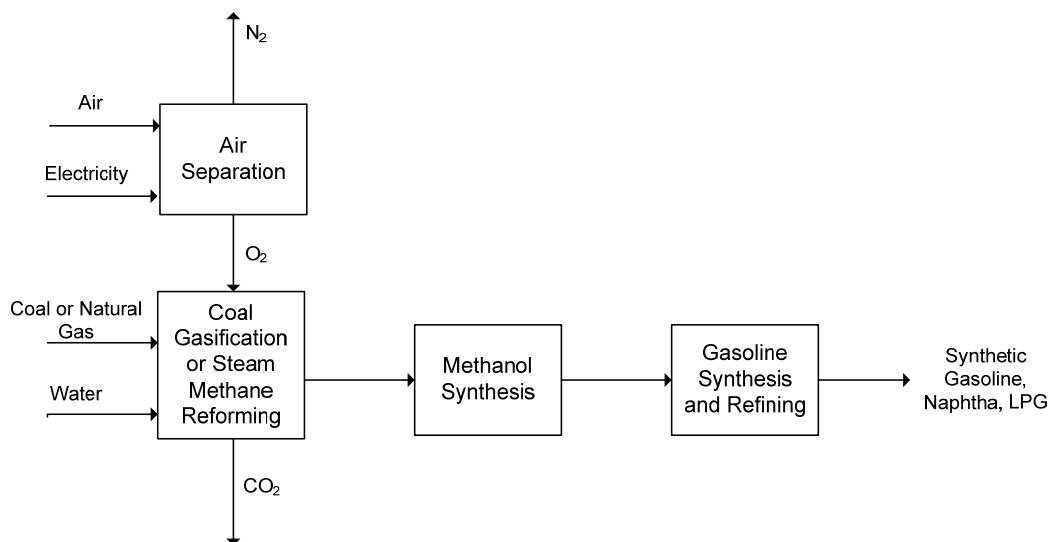 N2
Air
Electricity
Air
Separation
O2
Coal or Natural
Gas
Water
Coal
Gasification
or Steam
Methane
Reforming
Methanol
Synthesis
Gasoline
Synthesis
and Refining
Synthetic
Gasoline,
Naphtha, LPG
CO2